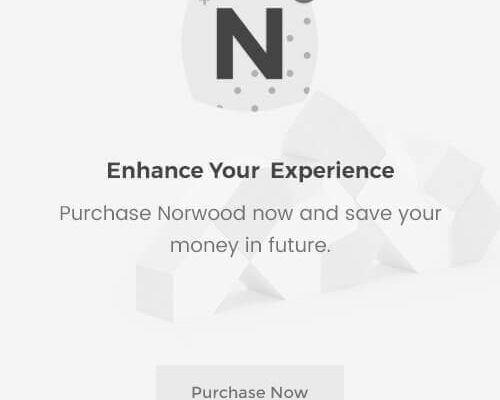 N
Enhance Your Experience
Purchase Norwood now and save your
money in future.
Purchase Now